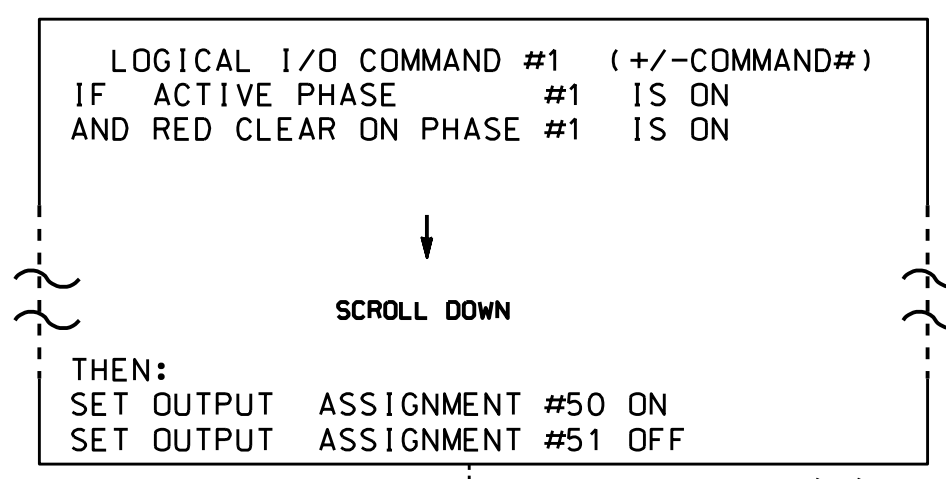 LOGICAL I/O COMMAND #1 (+/-COMMAND#)
IF ACTIVE PHASE #1 IS ON
AND RED CLEAR ON PHASE #1 IS ON
SCROLL DOWN
THEN:
SET OUTPUT ASSIGNMENT #50 ON
SET OUTPUT ASSIGNMENT #51 OFF